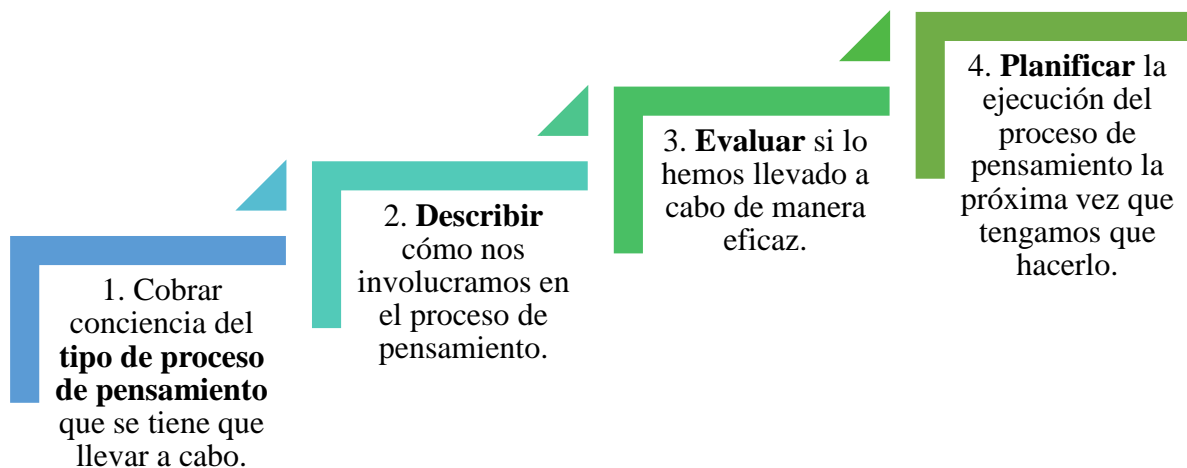 1. Cobrar
conciencia del
tipo de proceso
de pensamiento
que se tiene que
llevar a cabo.
2. Describir
cómo nos
involucramos en
el proceso de
pensamiento.
3. Evaluar si lo
hemos llevado a
cabo de manera
eficaz.
4. Planificar la
ejecución del
proceso de
pensamiento la
próxima vez que
tengamos que
hacerlo.